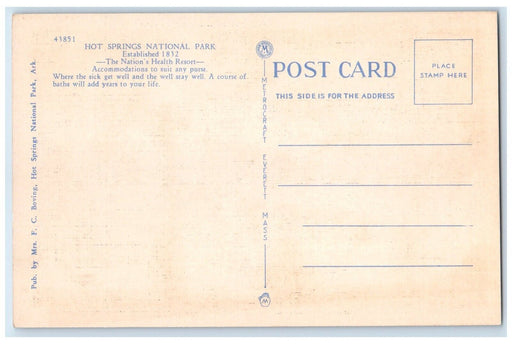 43851
HOT SPRINGS NATIONAL PARK
Established 1832
—The Nation's Health Resort—
Accommodations to suit any purse.
Where the sick get well and the well stay well. A course of
baths will add years to your life.
Pub. by Mrs. F. C. Boving, Hot Springs National Park, Ark.
M
METROCRAFT EVERETT MASS
M
POST CARD
THIS SIDE IS FOR THE ADDRESS
PLACE
STAMP HERE